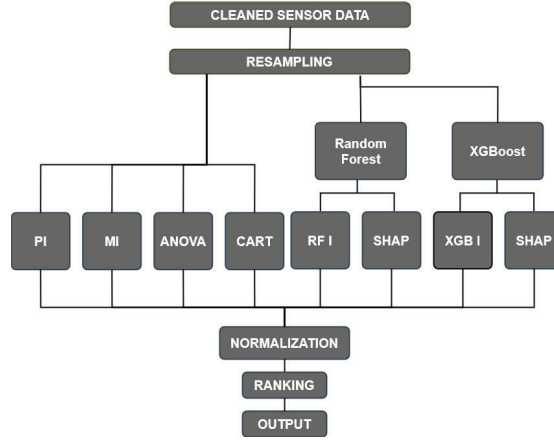 CLEANED SENSOR DATA
RESAMPLING
Random
Forest
XGBoost
PI
MI
ANOVA
CART
RF I
SHAP
XGB I
SHAP
NORMALIZATION
RANKING
OUTPUT